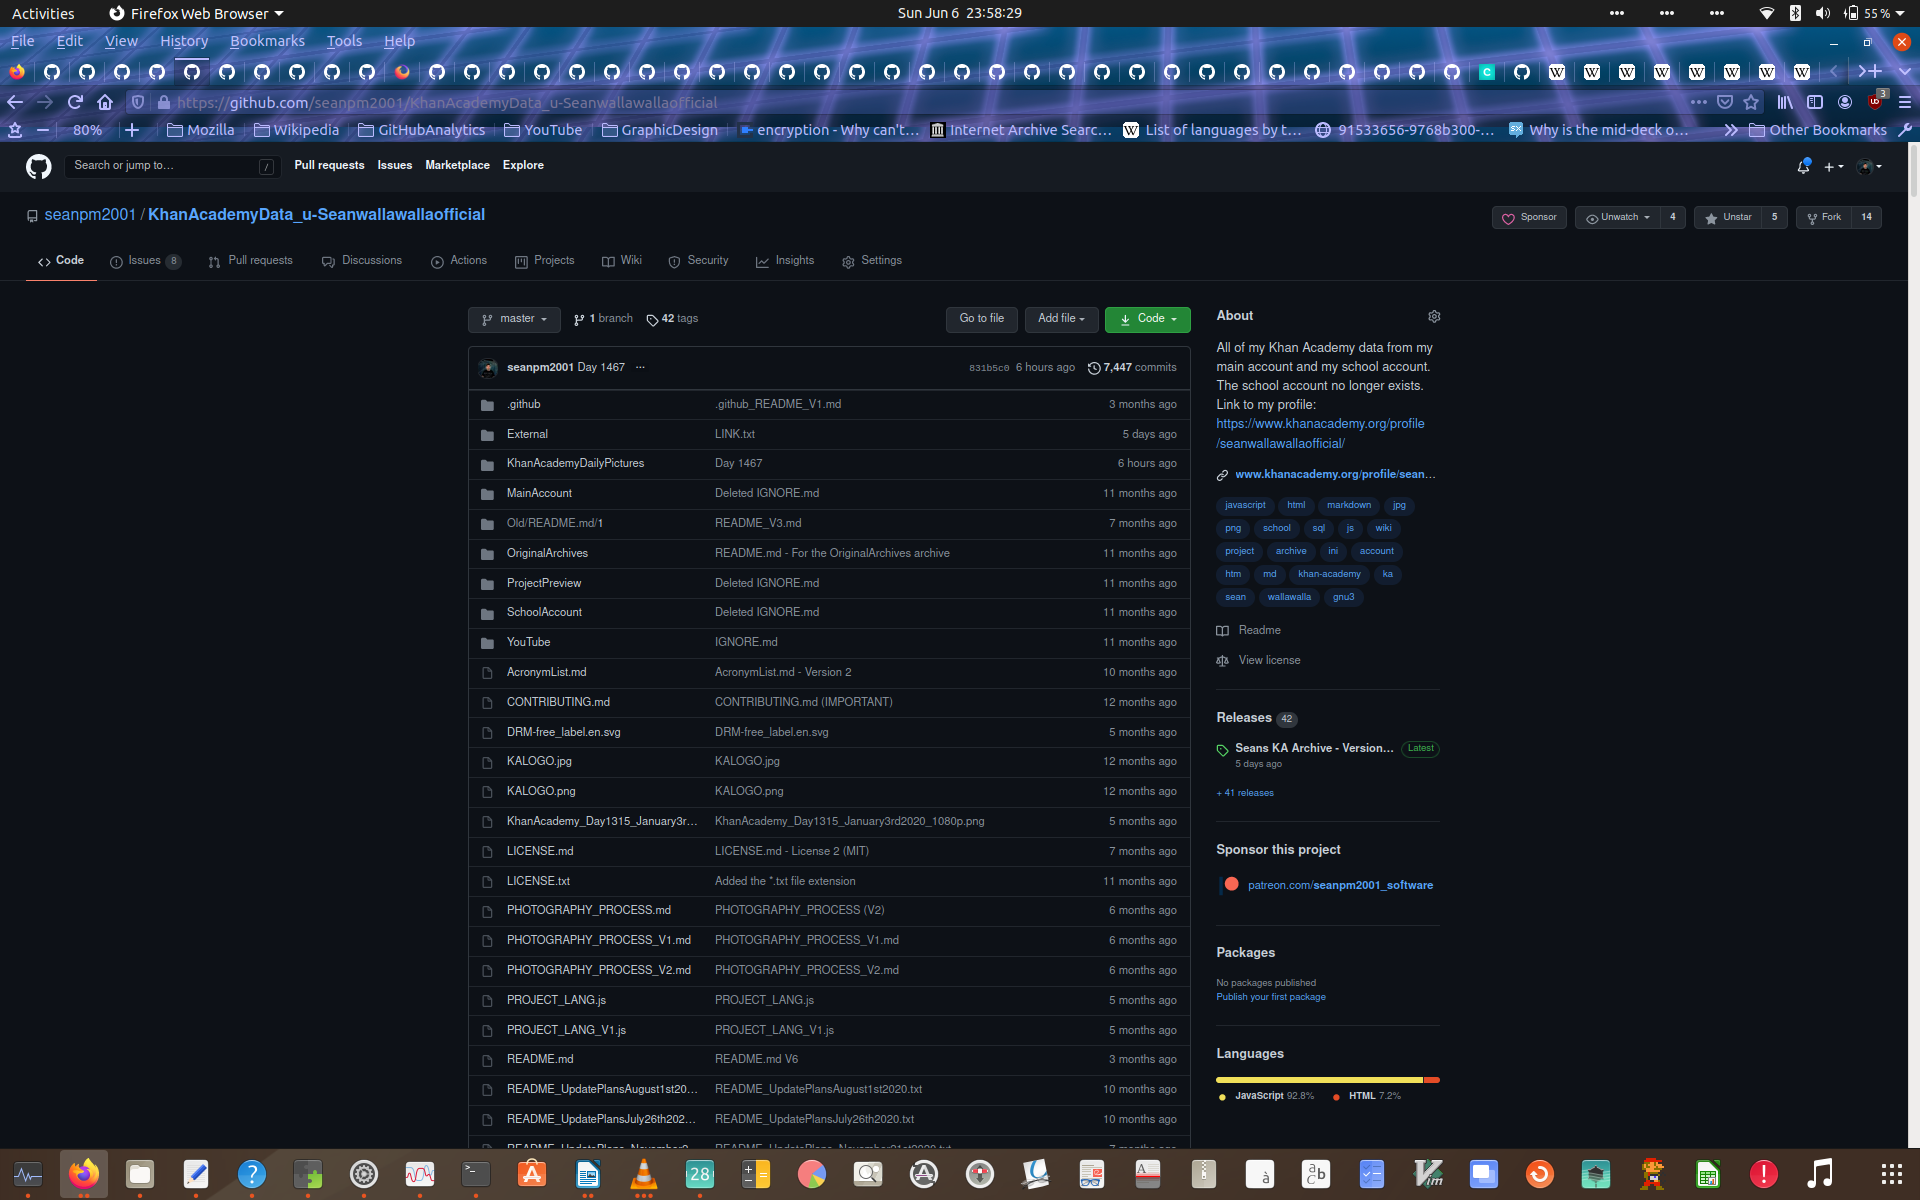 Activities Firefox Web Browser Sun Jun 6 23:58:29 55 %
File Edit View History Bookmarks Tools Help
https://github.com/seanpm2001/KhanAcademyData_u-Seanwallawallaofficial 3
80% Mozilla Wikipedia GitHubAnalytics YouTube GraphicDesign encryption - Why can't… Internet Archive Searc… List of languages by t… 91533656-9768b300-… Why is the mid-deck o… Other Bookmarks
Search or jump to… / Pull requests Issues Marketplace Explore
seanpm2001 / KhanAcademyData_u-Seanwallawallaofficial Sponsor Unwatch 4 Unstar 5 Fork 14
Code Issues 8 Pull requests Discussions Actions Projects Wiki Security Insights Settings
master 1 branch 42 tags Go to file Add file Code
seanpm2001 Day 1467 ... 831b5c0 6 hours ago 7,447 commits
.github .github_README_V1.md 3 months ago
External LINK.txt 5 days ago
KhanAcademyDailyPictures Day 1467 6 hours ago
MainAccount Deleted IGNORE.md 11 months ago
Old/README.md/1 README_V3.md 7 months ago
OriginalArchives README.md - For the OriginalArchives archive 11 months ago
ProjectPreview Deleted IGNORE.md 11 months ago
SchoolAccount Deleted IGNORE.md 11 months ago
YouTube IGNORE.md 11 months ago
AcronymList.md AcronymList.md - Version 2 10 months ago
CONTRIBUTING.md CONTRIBUTING.md (IMPORTANT) 12 months ago
DRM-free_label.en.svg DRM-free_label.en.svg 5 months ago
KALOGO.jpg KALOGO.jpg 12 months ago
KALOGO.png KALOGO.png 12 months ago
KhanAcademy_Day1315_January3r… KhanAcademy_Day1315_January3rd2020_1080p.png 5 months ago
LICENSE.md LICENSE.md - License 2 (MIT) 7 months ago
LICENSE.txt Added the *.txt file extension 11 months ago
PHOTOGRAPHY_PROCESS.md PHOTOGRAPHY_PROCESS (V2) 6 months ago
PHOTOGRAPHY_PROCESS_V1.md PHOTOGRAPHY_PROCESS_V1.md 6 months ago
PHOTOGRAPHY_PROCESS_V2.md PHOTOGRAPHY_PROCESS_V2.md 6 months ago
PROJECT_LANG.js PROJECT_LANG.js 5 months ago
PROJECT_LANG_V1.js PROJECT_LANG_V1.js 5 months ago
README.md README.md V6 3 months ago
README_UpdatePlansAugust1st20… README_UpdatePlansAugust1st2020.txt 10 months ago
README_UpdatePlansJuly26th202… README_UpdatePlansJuly26th2020.txt 10 months ago
About
All of my Khan Academy data from my
main account and my school account.
The school account no longer exists.
Link to my profile:
https://www.khanacademy.org/profile
/seanwallawallaofficial/
www.khanacademy.org/profile/sean…
javascript html markdown jpg
png school sql js wiki
project archive ini account
htm md khan-academy ka
sean wallawalla gnu3
Readme
View license
Releases 42
Seans KA Archive - Version… Latest
5 days ago
+ 41 releases
Sponsor this project
patreon.com/seanpm2001_software
Packages
No packages published
Publish your first package
Languages
JavaScript 92.8% HTML 7.2%
28